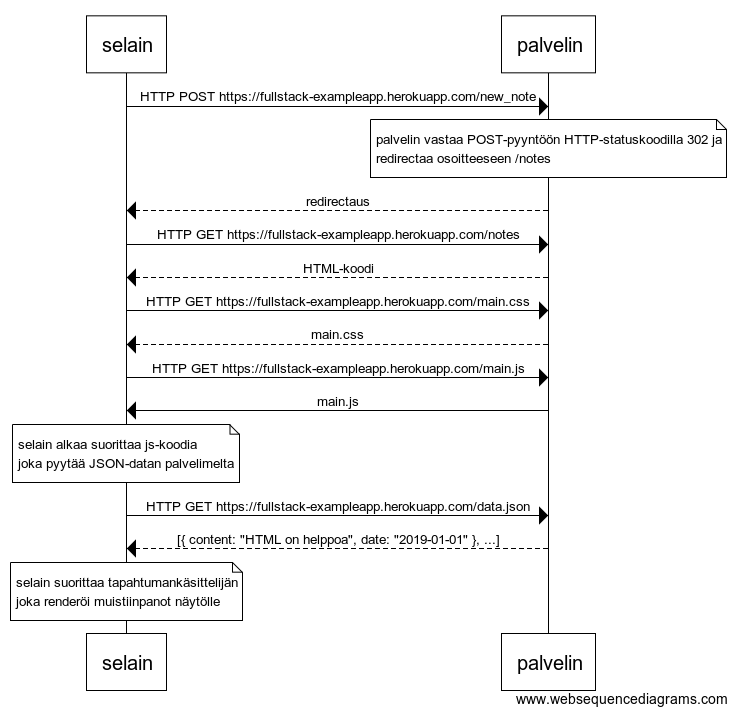 selain
palvelin
HTTP POST https://fullstack-exampleapp.herokuapp.com/new_note
palvelin vastaa POST-pyyntöön HTTP-statuskoodilla 302 ja
redirectaa osoitteeseen /notes
redirectaus
HTTP GET https://fullstack-exampleapp.herokuapp.com/notes
HTML-koodi
HTTP GET https://fullstack-exampleapp.herokuapp.com/main.css
main.css
HTTP GET https://fullstack-exampleapp.herokuapp.com/main.js
main.js
selain alkaa suorittaa js-koodia
joka pyytää JSON-datan palvelimelta
HTTP GET https://fullstack-exampleapp.herokuapp.com/data.json
[{ content: "HTML on helppoa", date: "2019-01-01" }, ...]
selain suorittaa tapahtumankäsittelijän
joka renderöi muistiinpanot näytölle
selain
palvelin
www.websequencediagrams.com